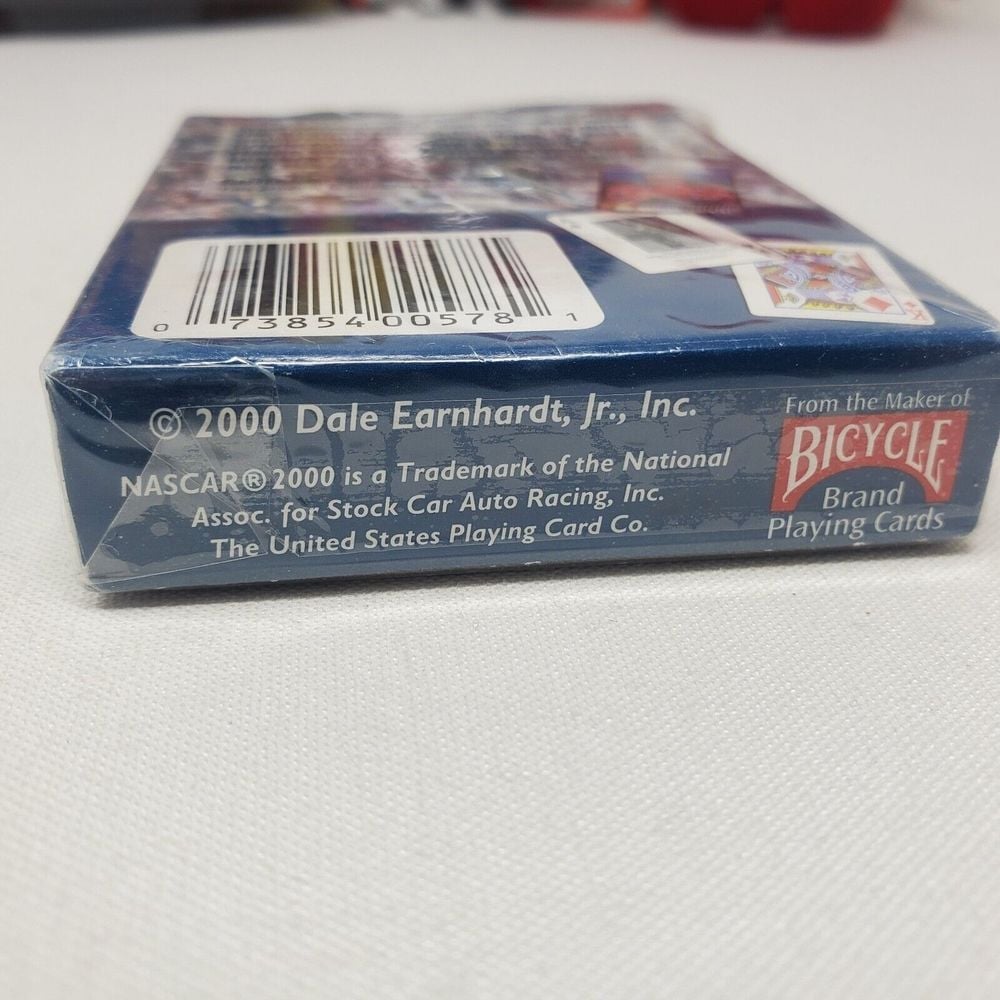 0 73854 00578 1
© 2000 Dale Earnhardt, Jr., Inc.
NASCAR® 2000 is a Trademark of the National
Assoc. for Stock Car Auto Racing, Inc.
The United States Playing Card Co.
From the Maker of
BICYCLE
Brand
Playing Cards